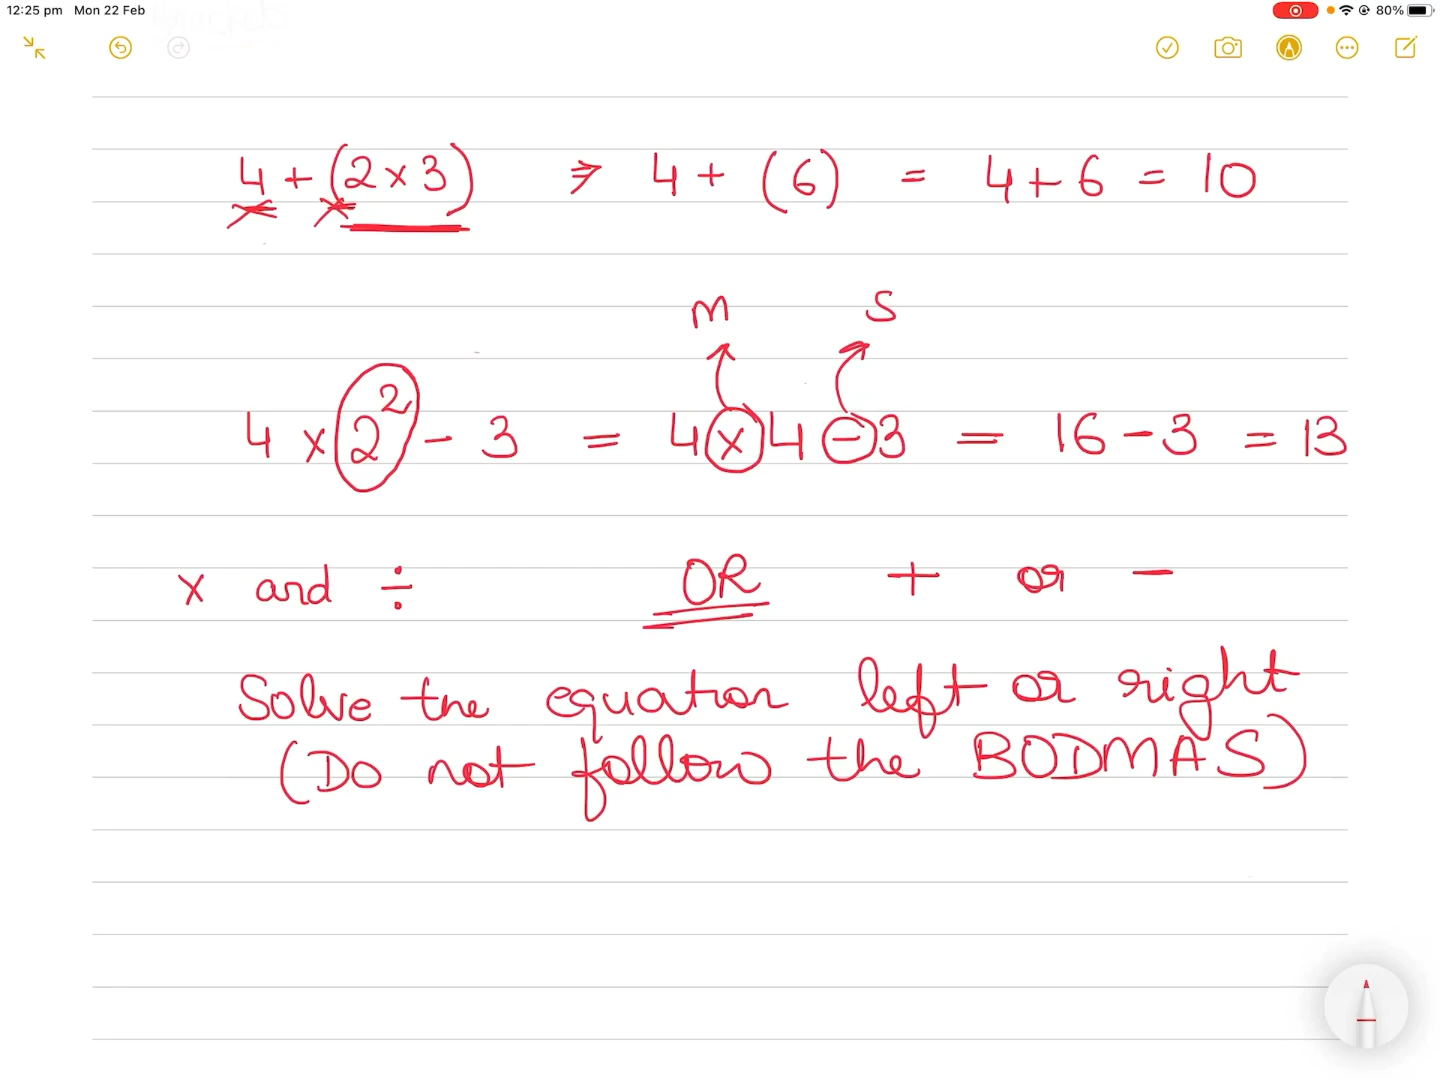 12:25 pm Mon 22 Feb 80%
4 + (2 × 3) ⇒ 4 + (6) = 4 + 6 = 10
M S
4 × 2² - 3 = 4 × 4 - 3 = 16 - 3 = 13
× and ÷ OR + or -
Solve the equation left or right
(Do not follow the BODMAS)